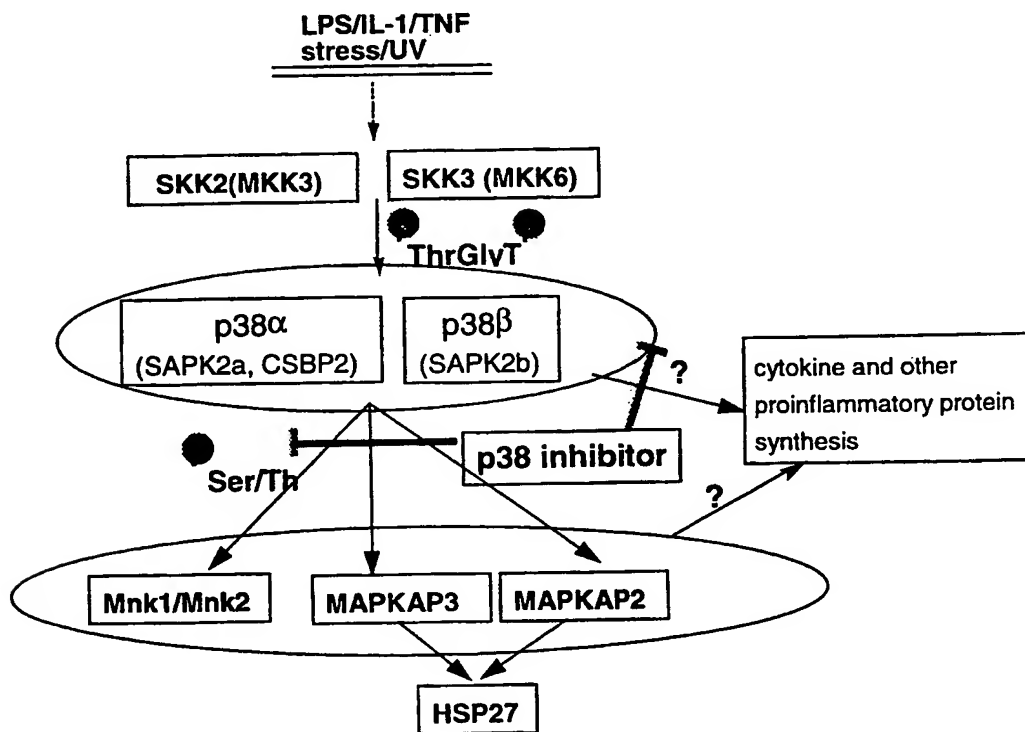 LPS/IL-1/TNF
stress/UV
SKK2(MKK3)
SKK3 (MKK6)
ThrGlyT
p38α
(SAPK2a, CSBP2)
p38β
(SAPK2b)
?
cytokine and other
proinflammatory protein
synthesis
p38 inhibitor
Ser/Th
?
Mnk1/Mnk2
MAPKAP3
MAPKAP2
HSP27